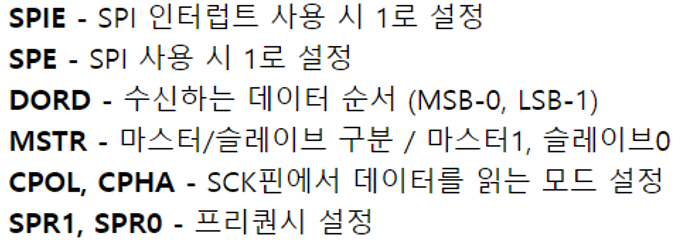 SPIE - SPI 인터럽트 사용 시 1로 설정
SPE - SPI 사용 시 1로 설정
DORD - 수신하는 데이터 순서 (MSB-0, LSB-1)
MSTR - 마스터/슬레이브 구분 / 마스터1, 슬레이브0
CPOL, CPHA - SCK핀에서 데이터를 읽는 모드 설정
SPR1, SPR0 - 프리퀀시 설정